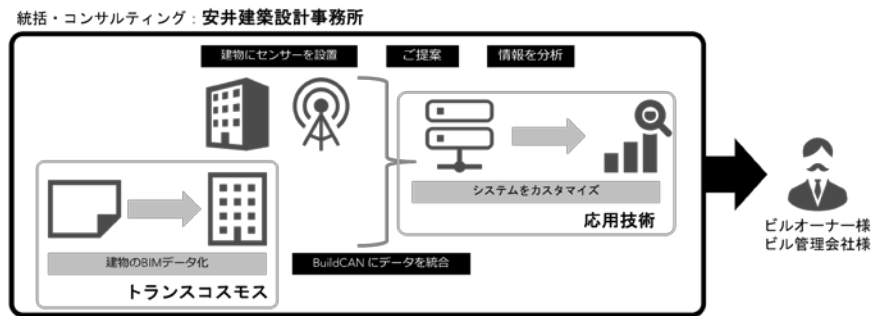 統括・コンサルティング：安井建築設計事務所
建物にセンサーを設置
ご提案
情報を分析
システムをカスタマイズ
応用技術
建物のBIMデータ化
トランスコスモス
BuildCAN にデータを統合
ビルオーナー様
ビル管理会社様